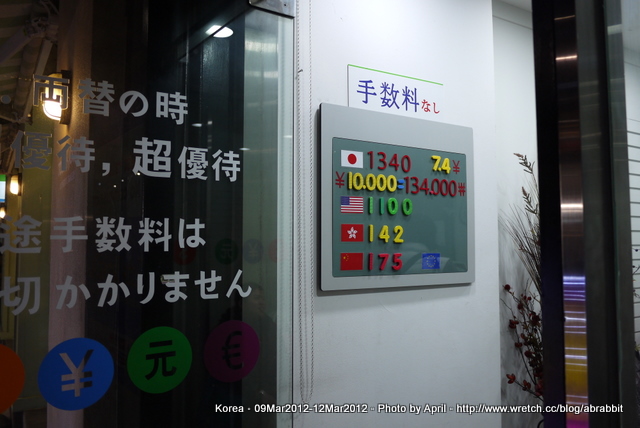 両替の時
優待,超優待
途手数料は
切かかりません
¥ 元 €
手数料なし
1340 7.4¥
¥10.000=134.000₩
1100
142
175
Korea - 09Mar2012-12Mar2012 - Photo by April - http://www.wretch.cc/blog/abrabbit